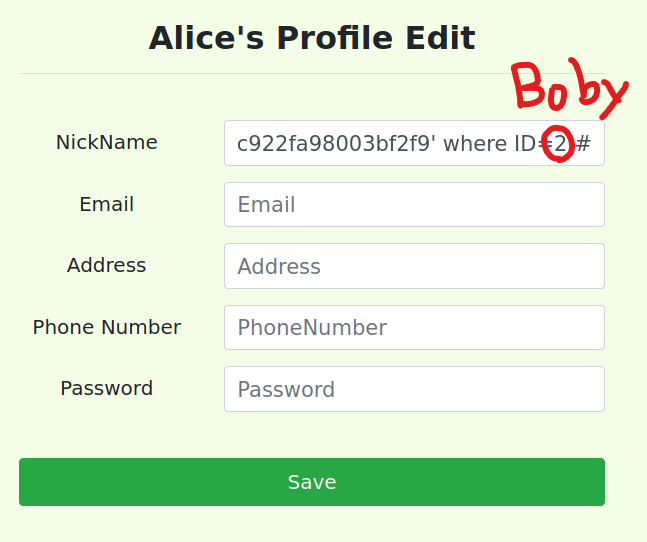 Alice's Profile Edit
Boby
NickName c922fa98003bf2f9' where ID=2 #
Email Email
Address Address
Phone Number PhoneNumber
Password Password
Save